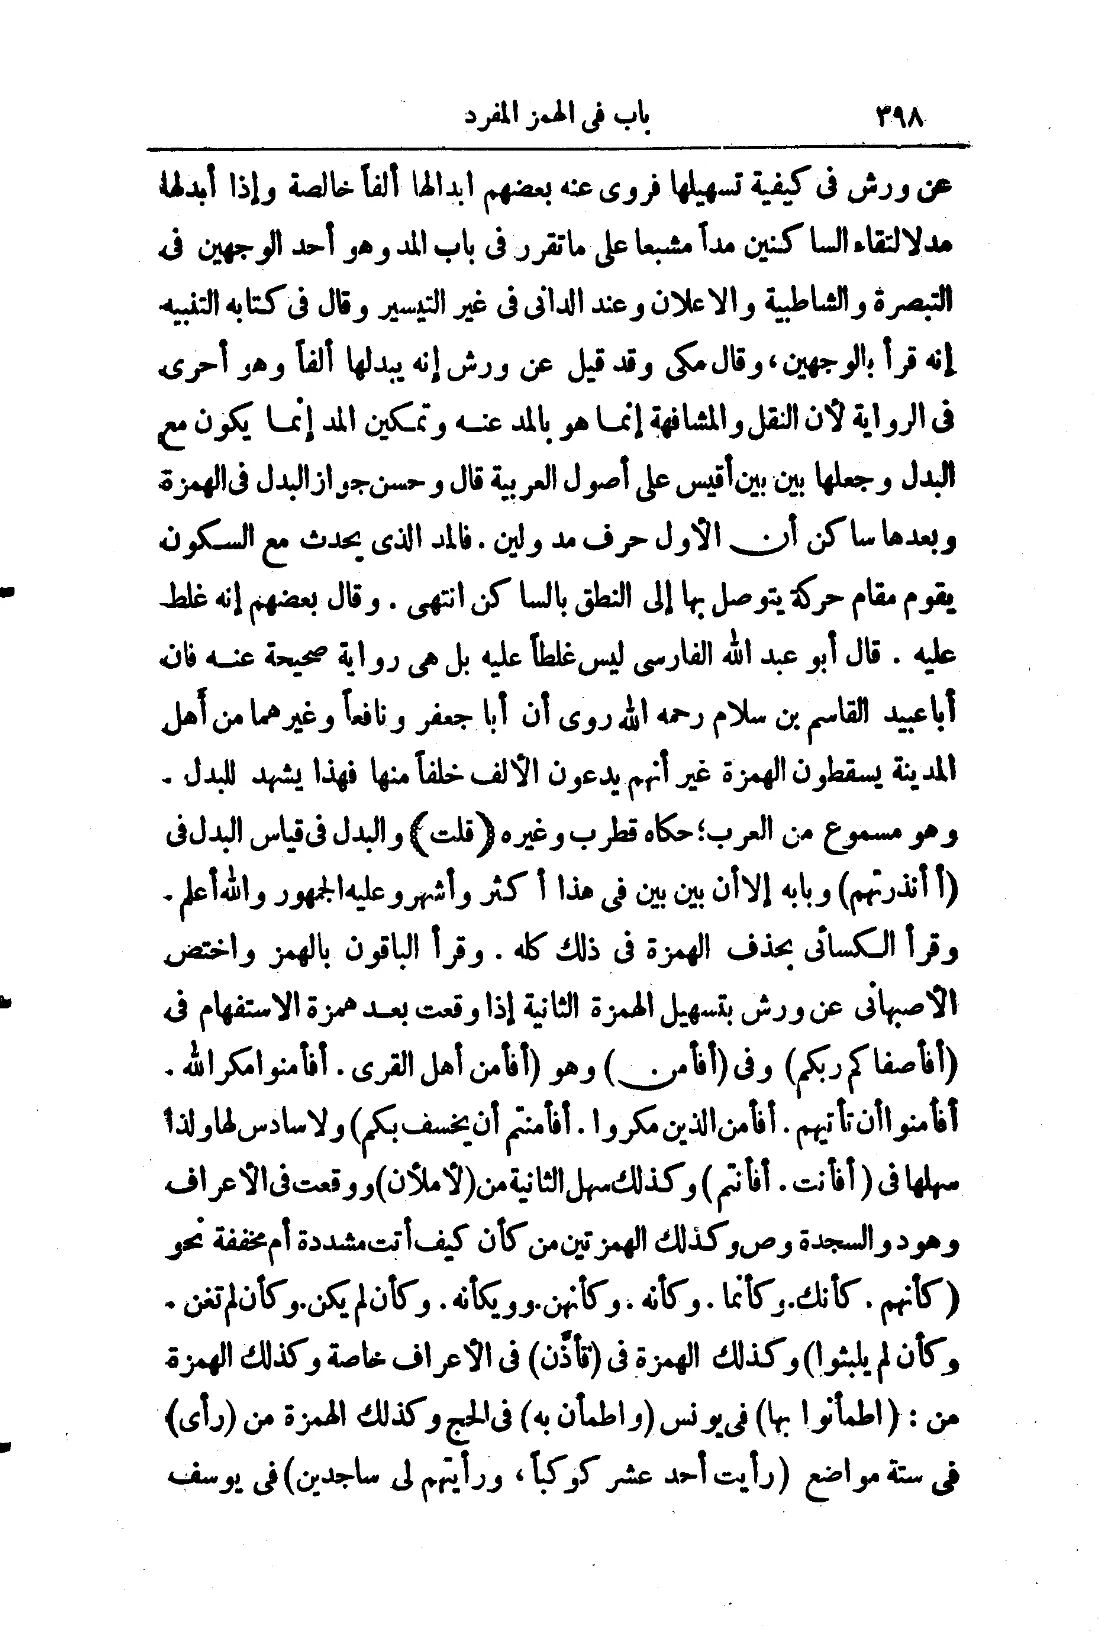 ٣٩٨ باب فى الهمز المفرد
عن ورش فى كيفية تسهيلها فروى عنه بعضهم ابدالها ألفاً خالصة وإذا أبدلها
مد لالتقاء الساكنين مداً مشبعا على ما تقرر فى باب المد وهو أحد الوجهين فى
التبصرة والشاطبية والاعلان وعند الدانى فى غير التيسير وقال فى كتابه التنبيه
إنه قرأ بالوجهين، وقال مكى وقد قيل عن ورش إنه يبدلها ألفاً وهو أحرى
فى الرواية لأن النقل والمشافهة إنما هو بالمد عنه وتمكين المد إنما يكون مع
البدل وجعلها بين بين أقيس على أصول العربية قال وحسن جواز البدل فى الهمزة
وبعدها ساكن أن الأول حرف مد ولين . فالمد الذى يحدث مع السكون
يقوم مقام حركة يتوصل بها إلى النطق بالساكن انتهى . وقال بعضهم إنه غلط
عليه . قال أبو عبد الله الفارسى ليس غلطاً عليه بل هى رواية صحيحة عنه فان
أبا عبيد القاسم بن سلام رحمه الله روى أن أبا جعفر ونافعاً وغيرهما من أهل
المدينة يسقطون الهمزة غير أنهم يدعون الألف خلفاً منها فهذا يشهد للبدل .
وهو مسموع من العرب؛ حكاه قطرب وغيره (قلت) والبدل فى قياس البدل فى
(أأنذرتهم) وبابه إلا أن بين بين فى هذا أكثر وأشهر وعليه الجمهور والله أعلم .
وقرأ الكسائى بحذف الهمزة فى ذلك كله . وقرأ الباقون بالهمز واختص
الأصبهانى عن ورش بتسهيل الهمزة الثانية إذا وقعت بعد همزة الاستفهام فى
(أفأصفاكم ربكم) وفى (أفأمن) وهو (أفأمن أهل القرى . أفأمنوا مكر الله .
أفأمنوا أن تأتيهم . أفأمن الذين مكروا . أفأمنتم أن يخسف بكم) ولا سادس لها ولذا
سهلها فى (أفأنت . أفأنتم) وكذلك سهل الثانية من (لأملأن) ووقعت فى الأعراف
وهود والسجدة وص وكذلك الهمزتين من كأن كيف أتت مشددة أم مخففة نحو
(كأنهم . كأنك . وكأنما . وكأنه . وكأنهن . وويكأنه . وكأن لم يكن . وكأن لم تغن .
وكأن لم يلبثوا) وكذلك الهمزة فى (تأذّن) فى الأعراف خاصة وكذلك الهمزة
من : (اطمأنوا بها) فى يونس (واطمأن به) فى الحج وكذلك الهمزة من (رأى)
فى ستة مواضع (رأيت أحد عشر كوكباً ، ورأيتهم لى ساجدين) فى يوسف